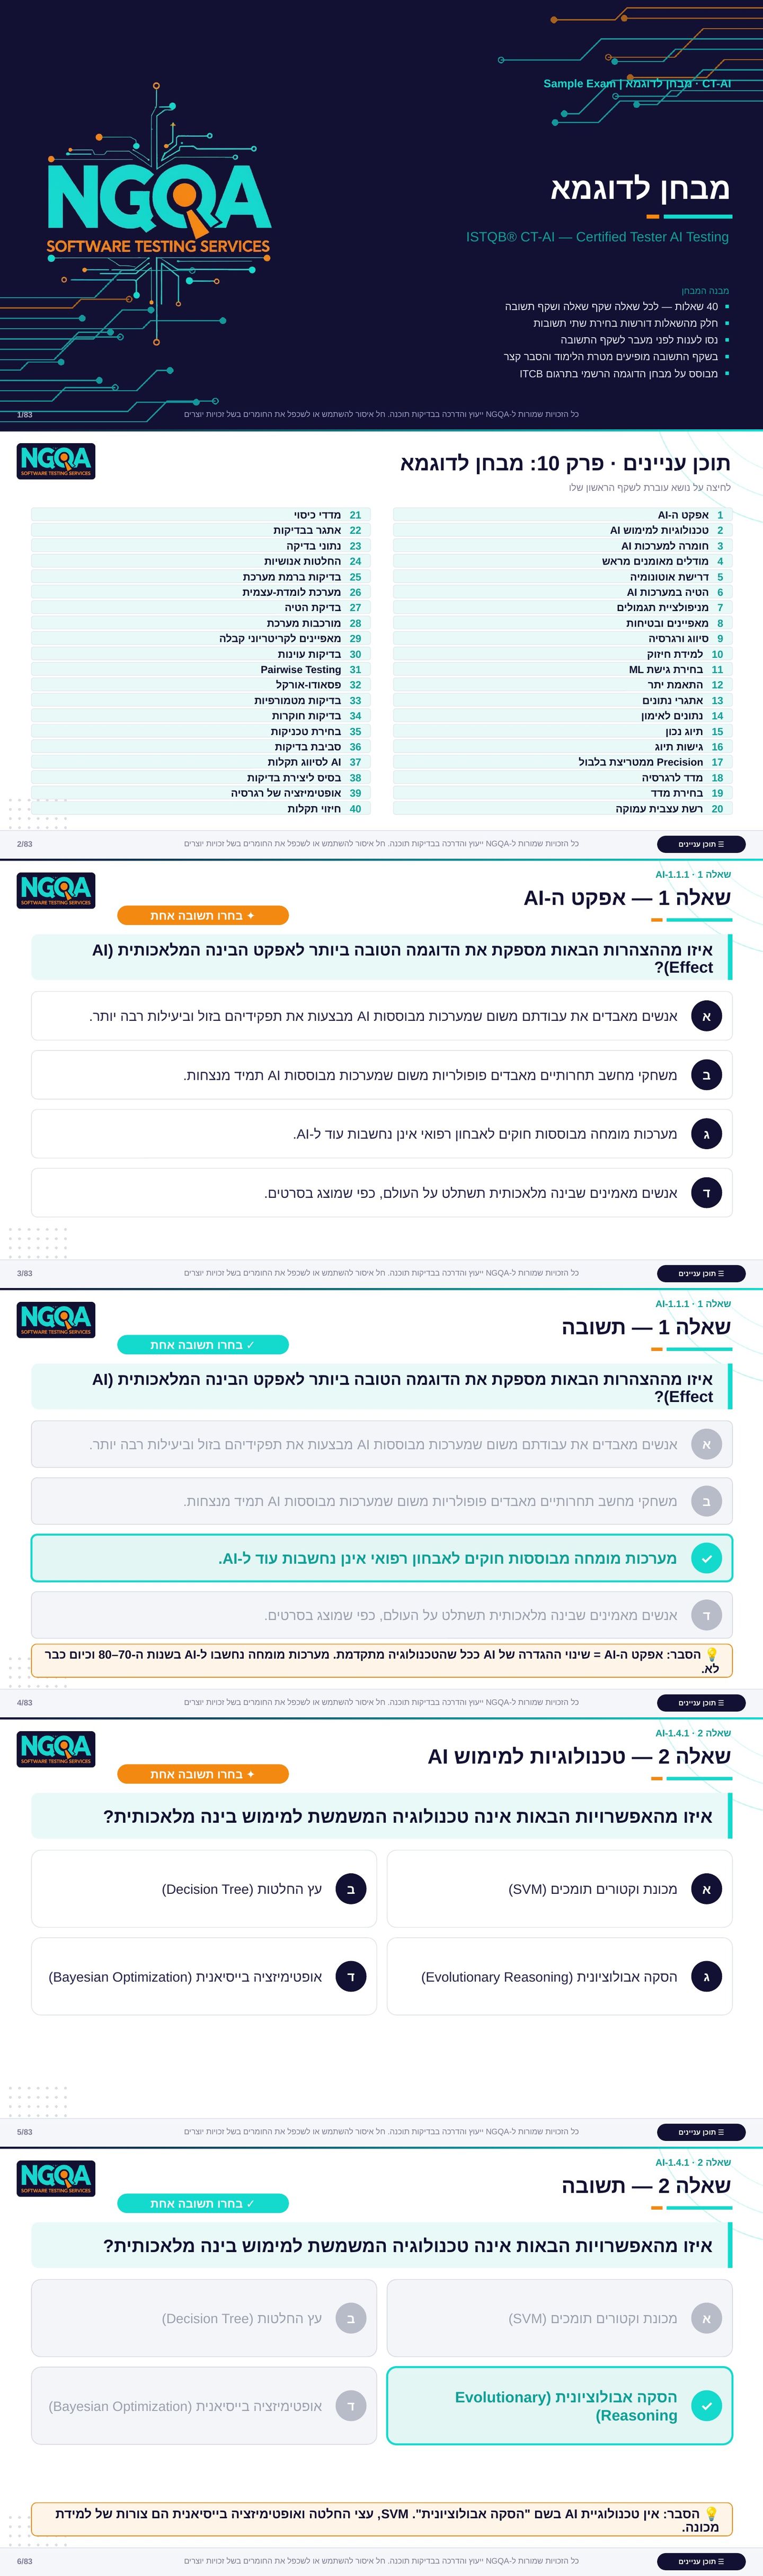 CT-AI · מבחן לדוגמא | Sample Exam
NGQA
SOFTWARE TESTING SERVICES
מבחן לדוגמא
ISTQB® CT-AI — Certified Tester AI Testing
מבנה המבחן
▪ 40 שאלות — לכל שאלה שקף שאלה ושקף תשובה
▪ חלק מהשאלות דורשות בחירת שתי תשובות
▪ נסו לענות לפני מעבר לשקף התשובה
▪ בשקף התשובה מופיעים מטרת הלימוד והסבר קצר
▪ מבוסס על מבחן הדוגמה הרשמי בתרגום ITCB
כל הזכויות שמורות ל-NGQA ייעוץ והדרכה בבדיקות תוכנה. חל איסור להשתמש או לשכפל את החומרים בשל זכויות יוצרים
1/83
NGQA
SOFTWARE TESTING SERVICES
תוכן עניינים · פרק 10: מבחן לדוגמא
לחיצה על נושא עוברת לשקף הראשון שלו
1 אפקט ה-AI
2 טכנולוגיות למימוש AI
3 חומרה למערכות AI
4 מודלים מאומנים מראש
5 דרישת אוטונומיה
6 הטיה במערכות AI
7 מניפולציית תגמולים
8 מאפיינים ובטיחות
9 סיווג ורגרסיה
10 למידת חיזוק
11 בחירת גישת ML
12 התאמת יתר
13 אתגרי נתונים
14 נתונים לאימון
15 תיוג נכון
16 גישות תיוג
17 Precision ממטריצת בלבול
18 מדד לרגרסיה
19 בחירת מדד
20 רשת עצבית עמוקה
21 מדדי כיסוי
22 אתגר בבדיקות
23 נתוני בדיקה
24 החלטות אנושיות
25 בדיקות ברמת מערכת
26 מערכת לומדת-עצמית
27 בדיקת הטיה
28 מורכבות מערכת
29 מאפיינים לקריטריוני קבלה
30 בדיקות עוינות
31 Pairwise Testing
32 פסאודו-אורקל
33 בדיקות מטמורפיות
34 בדיקות חוקרות
35 בחירת טכניקות
36 סביבת בדיקות
37 AI לסיווג תקלות
38 בסיס ליצירת בדיקות
39 אופטימיזציה של רגרסיה
40 חיזוי תקלות
☰ תוכן עניינים
כל הזכויות שמורות ל-NGQA ייעוץ והדרכה בבדיקות תוכנה. חל איסור להשתמש או לשכפל את החומרים בשל זכויות יוצרים
2/83
שאלה 1 · AI-1.1.1
NGQA
SOFTWARE TESTING SERVICES
שאלה 1 — אפקט ה-AI
✦ בחרו תשובה אחת
איזו מההצהרות הבאות מספקת את הדוגמה הטובה ביותר לאפקט הבינה המלאכותית (AI
Effect)?
א אנשים מאבדים את עבודתם משום שמערכות מבוססות AI מבצעות את תפקידיהם בזול וביעילות רבה יותר.
ב משחקי מחשב תחרותיים מאבדים פופולריות משום שמערכות מבוססות AI תמיד מנצחות.
ג מערכות מומחה מבוססות חוקים לאבחון רפואי אינן נחשבות עוד ל-AI.
ד אנשים מאמינים שבינה מלאכותית תשתלט על העולם, כפי שמוצג בסרטים.
☰ תוכן עניינים
כל הזכויות שמורות ל-NGQA ייעוץ והדרכה בבדיקות תוכנה. חל איסור להשתמש או לשכפל את החומרים בשל זכויות יוצרים
3/83
שאלה 1 · AI-1.1.1
NGQA
SOFTWARE TESTING SERVICES
שאלה 1 — תשובה
✓ בחרו תשובה אחת
איזו מההצהרות הבאות מספקת את הדוגמה הטובה ביותר לאפקט הבינה המלאכותית (AI
Effect)?
א אנשים מאבדים את עבודתם משום שמערכות מבוססות AI מבצעות את תפקידיהם בזול וביעילות רבה יותר.
ב משחקי מחשב תחרותיים מאבדים פופולריות משום שמערכות מבוססות AI תמיד מנצחות.
✓ מערכות מומחה מבוססות חוקים לאבחון רפואי אינן נחשבות עוד ל-AI.
ד אנשים מאמינים שבינה מלאכותית תשתלט על העולם, כפי שמוצג בסרטים.
💡 הסבר: אפקט ה-AI = שינוי ההגדרה של AI ככל שהטכנולוגיה מתקדמת. מערכות מומחה נחשבו ל-AI בשנות ה-70–80 וכיום כבר
לא.
☰ תוכן עניינים
כל הזכויות שמורות ל-NGQA ייעוץ והדרכה בבדיקות תוכנה. חל איסור להשתמש או לשכפל את החומרים בשל זכויות יוצרים
4/83
שאלה 2 · AI-1.4.1
NGQA
SOFTWARE TESTING SERVICES
שאלה 2 — טכנולוגיות למימוש AI
✦ בחרו תשובה אחת
איזו מהאפשרויות הבאות אינה טכנולוגיה המשמשת למימוש בינה מלאכותית?
א מכונת וקטורים תומכים (SVM)
ב עץ החלטות (Decision Tree)
ג הסקה אבולוציונית (Evolutionary Reasoning)
ד אופטימיזציה בייסיאנית (Bayesian Optimization)
☰ תוכן עניינים
כל הזכויות שמורות ל-NGQA ייעוץ והדרכה בבדיקות תוכנה. חל איסור להשתמש או לשכפל את החומרים בשל זכויות יוצרים
5/83
שאלה 2 · AI-1.4.1
NGQA
SOFTWARE TESTING SERVICES
שאלה 2 — תשובה
✓ בחרו תשובה אחת
איזו מהאפשרויות הבאות אינה טכנולוגיה המשמשת למימוש בינה מלאכותית?
א מכונת וקטורים תומכים (SVM)
ב עץ החלטות (Decision Tree)
✓ הסקה אבולוציונית (Evolutionary
Reasoning)
ד אופטימיזציה בייסיאנית (Bayesian Optimization)
💡 הסבר: אין טכנולוגיית AI בשם "הסקה אבולוציונית". SVM, עצי החלטה ואופטימיזציה בייסיאנית הם צורות של למידת
מכונה.
☰ תוכן עניינים
כל הזכויות שמורות ל-NGQA ייעוץ והדרכה בבדיקות תוכנה. חל איסור להשתמש או לשכפל את החומרים בשל זכויות יוצרים
6/83